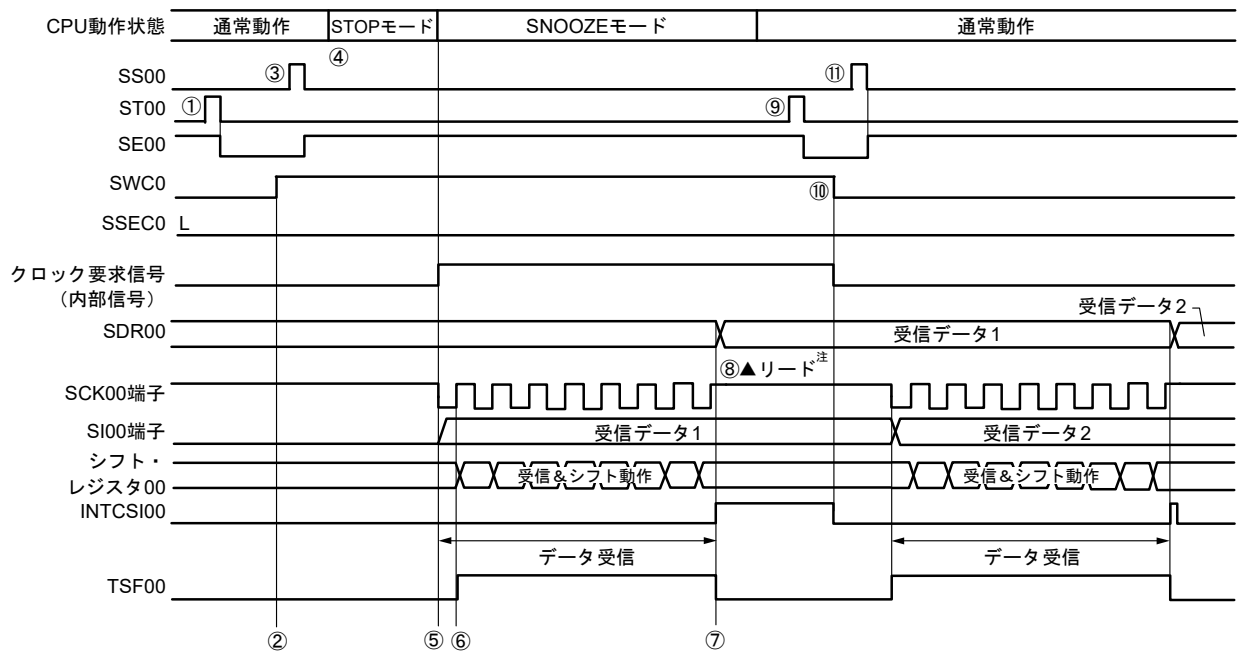 CPU動作状態 通常動作 STOPモード SNOOZEモード 通常動作
④
SS00 ③ ⑪
ST00 ① ⑨
SE00
SWC0 ⑩
SSEC0 L
クロック要求信号
(内部信号)
受信データ2
SDR00 受信データ1
⑧▲リード注
SCK00端子
SI00端子 受信データ1 受信データ2
シフト・
レジスタ00 受信&シフト動作 受信&シフト動作
INTCSI00
データ受信 データ受信
TSF00
② ⑤ ⑥ ⑦